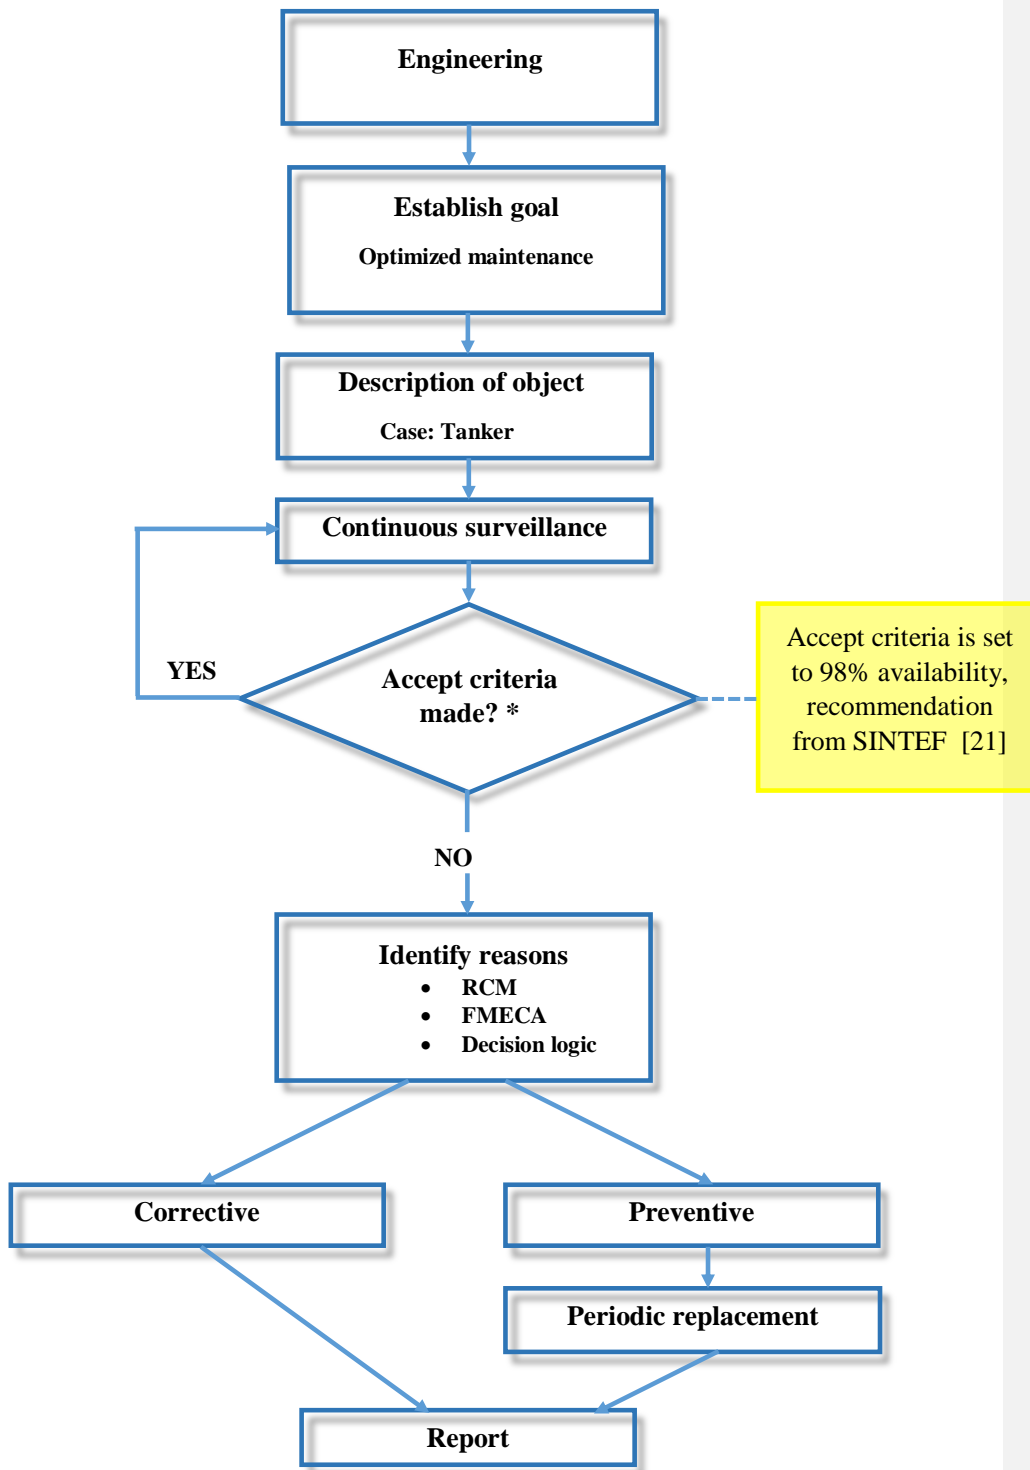 Engineering
Establish goal
Optimized maintenance
Description of object
Case: Tanker
Continuous surveillance
YES
Accept criteria
made? *
Accept criteria is set
to 98% availability,
recommendation
from SINTEF [21]
NO
Identify reasons
• RCM
• FMECA
• Decision logic
Corrective
Preventive
Periodic replacement
Report